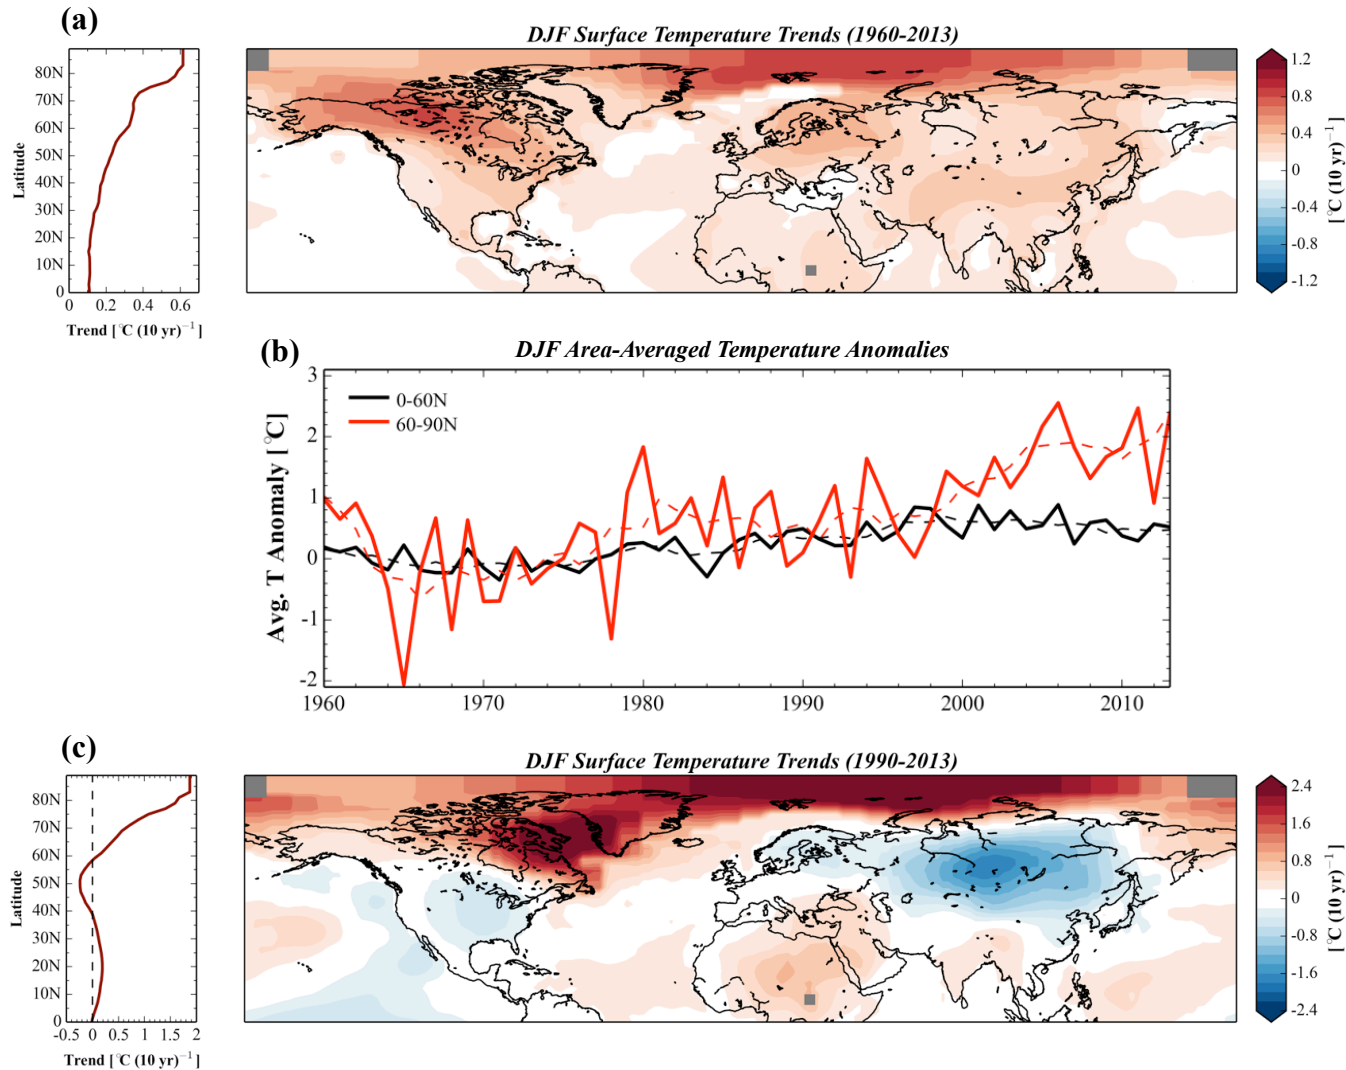 (a)
DJF Surface Temperature Trends (1960-2013)
80N
70N
60N
50N
40N
30N
20N
10N
0
Latitude
0 0.2 0.4 0.6
Trend [℃ (10 yr)⁻¹]
1.2
0.8
0.4
0
-0.4
-0.8
-1.2
[℃ (10 yr)⁻¹]
(b)
DJF Area-Averaged Temperature Anomalies
0-60N
60-90N
3
2
1
0
-1
-2
Avg. T Anomaly [℃]
1960 1970 1980 1990 2000 2010
(c)
DJF Surface Temperature Trends (1990-2013)
80N
70N
60N
50N
40N
30N
20N
10N
0
Latitude
-0.5 0 0.5 1 1.5 2
Trend [℃ (10 yr)⁻¹]
2.4
1.6
0.8
0
-0.8
-1.6
-2.4
[℃ (10 yr)⁻¹]